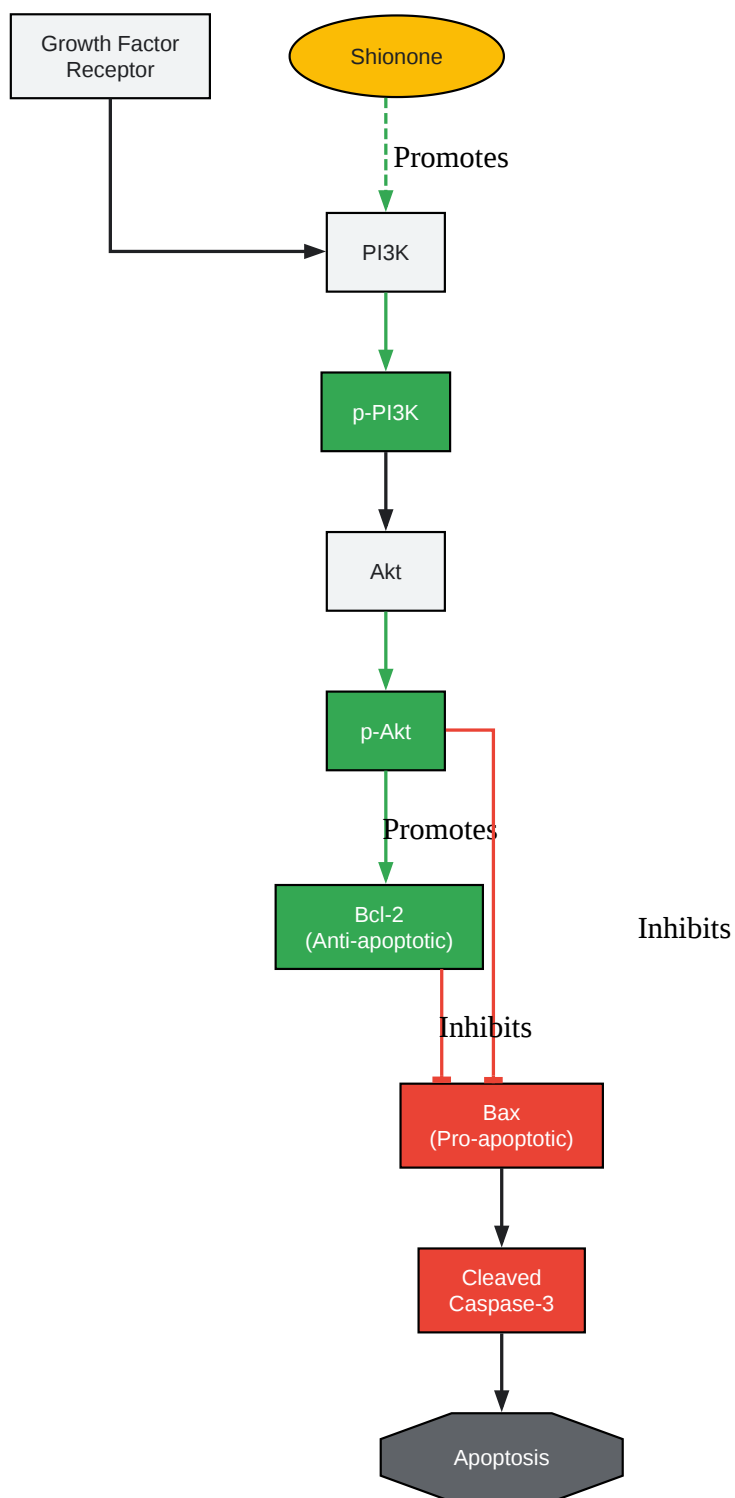 Growth Factor
Receptor
Shionone
Promotes
PI3K
p-PI3K
Akt
p-Akt
Promotes
Bcl-2
(Anti-apoptotic)
Inhibits
Inhibits
Bax
(Pro-apoptotic)
Cleaved
Caspase-3
Apoptosis